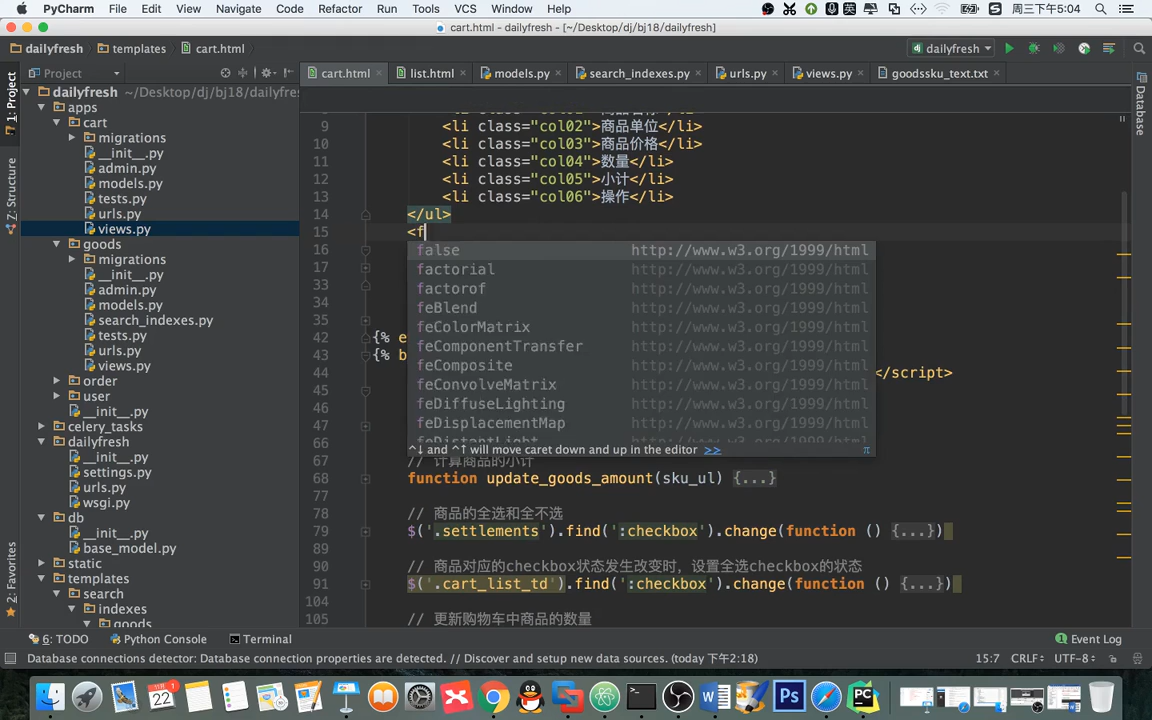 PyCharm File Edit View Navigate Code Refactor Run Tools VCS Window Help 英 周三下午5:04
cart.html - dailyfresh - [~/Desktop/dj/bj18/dailyfresh]
dailyfresh templates cart.html dailyfresh
1: Project
Z: Structure
2: Favorites
Project
cart.html list.html models.py search_indexes.py urls.py views.py goodssku_text.txt
Database
dailyfresh ~/Desktop/dj/bj18/dailyfres
apps
cart
migrations
__init__.py
admin.py
models.py
tests.py
urls.py
views.py
goods
migrations
__init__.py
admin.py
models.py
search_indexes.py
tests.py
urls.py
views.py
order
user
__init__.py
celery_tasks
dailyfresh
__init__.py
settings.py
urls.py
wsgi.py
db
__init__.py
base_model.py
static
templates
search
indexes
goods
9 <li class="col02">商品单位</li>
10 <li class="col03">商品价格</li>
11 <li class="col04">数量</li>
12 <li class="col05">小计</li>
13 <li class="col06">操作</li>
14 </ul>
15 <f
16
17
33
34
35
42 {% e
43 {% b
44 </script>
45
46
47
66
67 // 计算商品的小计
68 function update_goods_amount(sku_ul) {...}
77
78 // 商品的全选和全不选
79 $('.settlements').find(':checkbox').change(function () {...})
89
90 // 商品对应的checkbox状态发生改变时，设置全选checkbox的状态
91 $('.cart_list_td').find(':checkbox').change(function () {...})
104
105 // 更新购物车中商品的数量
false http://www.w3.org/1999/html
factorial http://www.w3.org/1999/html
factorof http://www.w3.org/1999/html
feBlend http://www.w3.org/1999/html
feColorMatrix http://www.w3.org/1999/html
feComponentTransfer http://www.w3.org/1999/html
feComposite http://www.w3.org/1999/html
feConvolveMatrix http://www.w3.org/1999/html
feDiffuseLighting http://www.w3.org/1999/html
feDisplacementMap http://www.w3.org/1999/html
feDistantLight http://www.w3.org/1999/html
^↓ and ^↑ will move caret down and up in the editor >> π
6: TODO Python Console Terminal 1 Event Log
Database connections detector: Database connection properties are detected. // Discover and setup new data sources. (today 下午2:18) 15:7 CRLF÷ UTF-8÷
22 W Ps PC